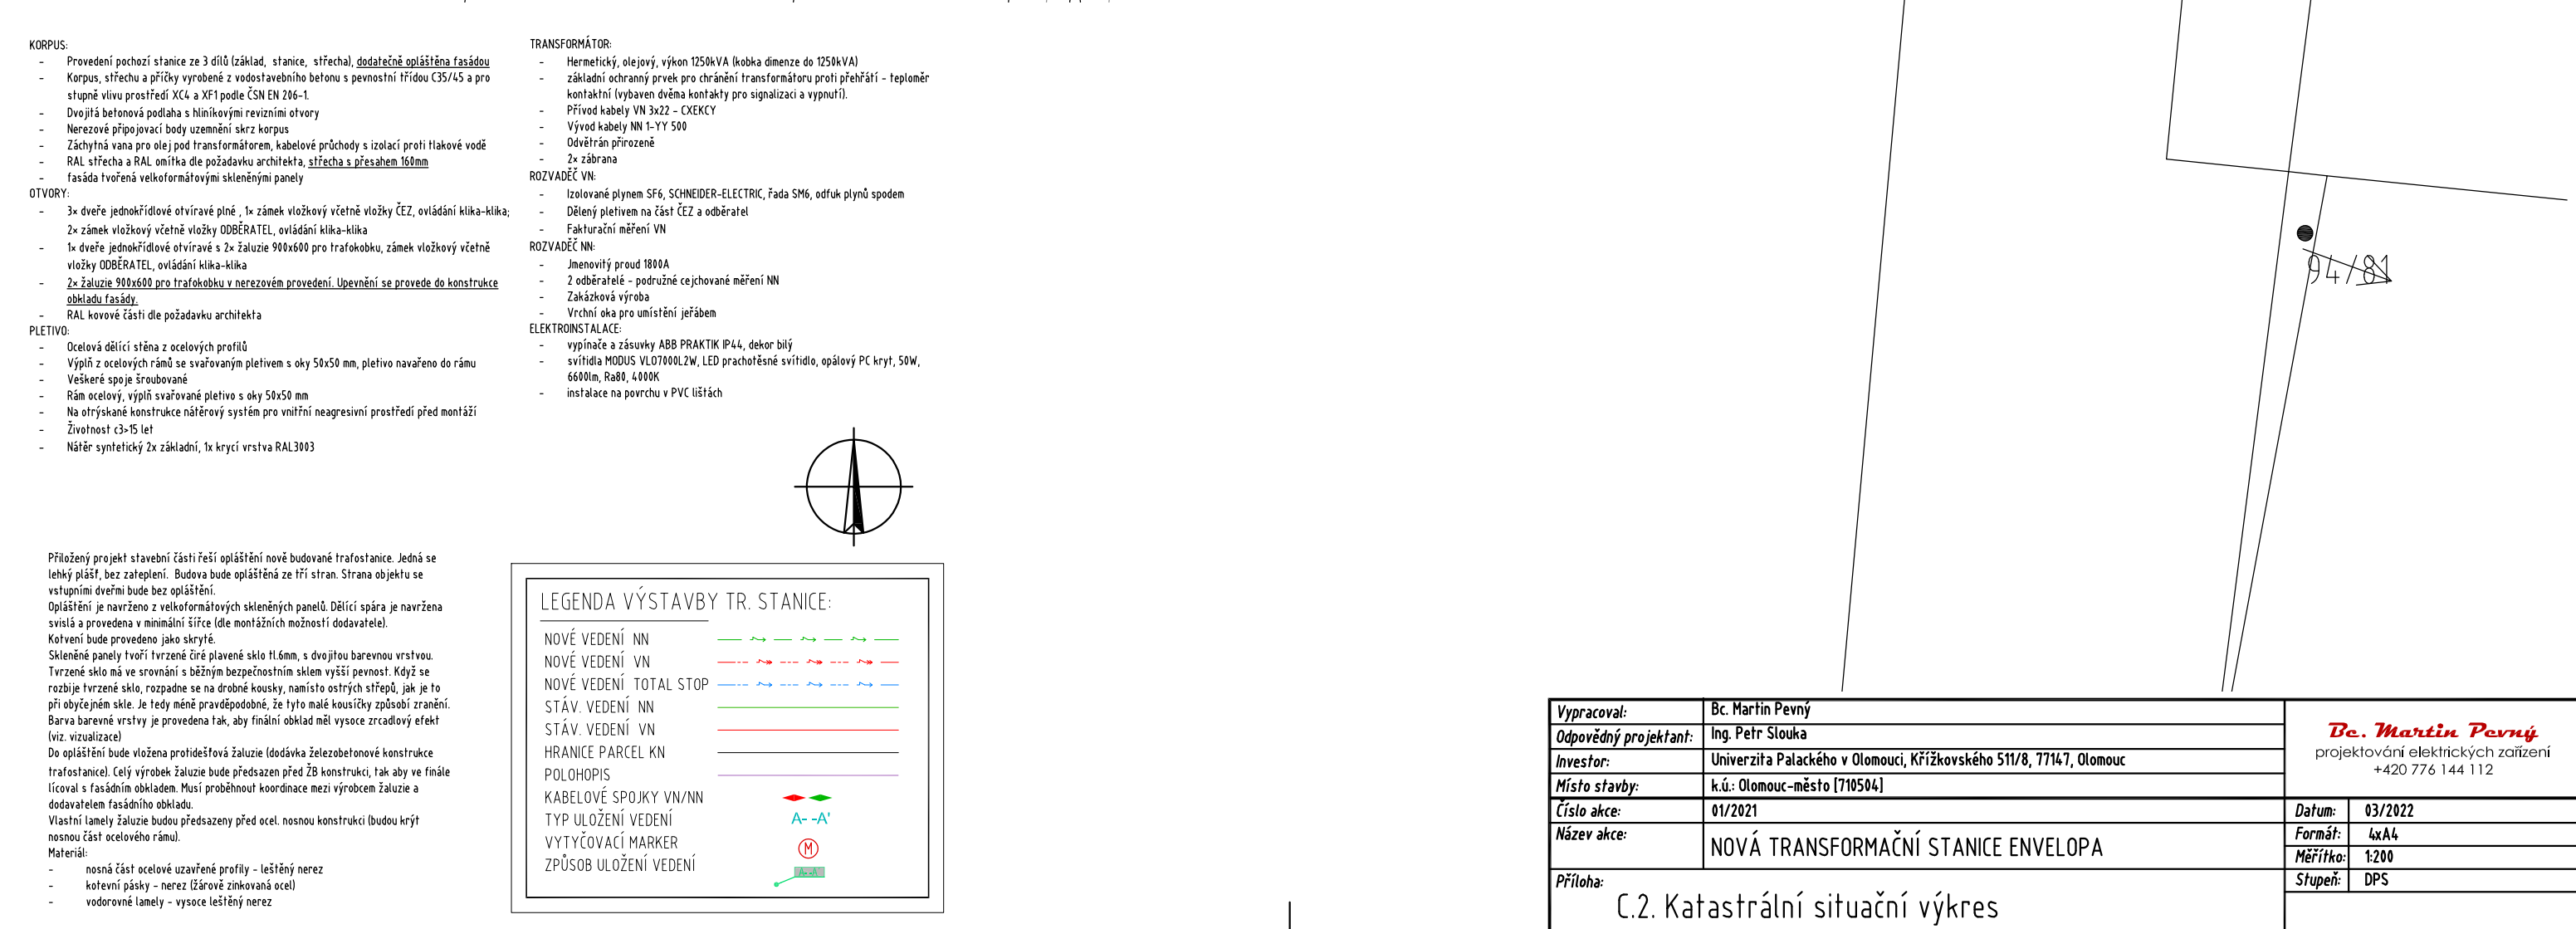 KORPUS:
- Provedení pochozí stanice ze 3 dílů (základ, stanice, střecha), dodatečně opláštěna fasádou
- Korpus, střechu a příčky vyrobené z vodostavebního betonu s pevnostní třídou C35/45 a pro
stupně vlivu prostředí XC4 a XF1 podle ČSN EN 206-1.
- Dvojitá betonová podlaha s hliníkovými revizními otvory
- Nerezové připojovací body uzemnění skrz korpus
- Záchytná vana pro olej pod transformátorem, kabelové průchody s izolací proti tlakové vodě
- RAL střecha a RAL omítka dle požadavku architekta, střecha s přesahem 160mm
- fasáda tvořená velkoformátovými skleněnými panely
OTVORY:
- 3x dveře jednokřídlové otvíravé plné , 1x zámek vložkový včetně vložky ČEZ, ovládání klika-klika;
2x zámek vložkový včetně vložky ODBĚRATEL, ovládání klika-klika
- 1x dveře jednokřídlové otvíravé s 2x žaluzie 900x600 pro trafokobku, zámek vložkový včetně
vložky ODBĚRATEL, ovládání klika-klika
- 2x žaluzie 900x600 pro trafokobku v nerezovém provedení. Upevnění se provede do konstrukce
obkladu fasády.
- RAL kovové části dle požadavku architekta
PLETIVO:
- Ocelová dělící stěna z ocelových profilů
- Výplň z ocelových rámů se svařovaným pletivem s oky 50x50 mm, pletivo navařeno do rámu
- Veškeré spoje šroubované
- Rám ocelový, výplň svařované pletivo s oky 50x50 mm
- Na otrýskané konstrukce nátěrový systém pro vnitřní neagresivní prostředí před montáží
- Životnost c3>15 let
- Nátěr syntetický 2x základní, 1x krycí vrstva RAL3003
TRANSFORMÁTOR:
- Hermetický, olejový, výkon 1250kVA (kobka dimenze do 1250kVA)
- základní ochranný prvek pro chránění transformátoru proti přehřátí - teploměr
kontaktní (vybaven dvěma kontakty pro signalizaci a vypnutí).
- Přívod kabely VN 3x22 - CXEKCY
- Vývod kabely NN 1-YY 500
- Odvětrán přirozeně
- 2x zábrana
ROZVADĚČ VN:
- Izolované plynem SF6, SCHNEIDER-ELECTRIC, řada SM6, odfuk plynů spodem
- Dělený pletivem na část ČEZ a odběratel
- Fakturační měření VN
ROZVADĚČ NN:
- Jmenovitý proud 1800A
- 2 odběratelé - podružné cejchované měření NN
- Zakázková výroba
- Vrchní oka pro umístění jeřábem
ELEKTROINSTALACE:
- vypínače a zásuvky ABB PRAKTIK IP44, dekor bílý
- svítidla MODUS VLO7000L2W, LED prachotěsné svítidlo, opálový PC kryt, 50W,
6600lm, Ra80, 4000K
- instalace na povrchu v PVC lištách
94/81
Přiložený projekt stavební části řeší opláštění nově budované trafostanice. Jedná se
lehký plášť, bez zateplení. Budova bude opláštěná ze tří stran. Strana objektu se
vstupními dveřmi bude bez opláštění.
Opláštění je navrženo z velkoformátových skleněných panelů. Dělící spára je navržena
svislá a provedena v minimální šířce (dle montážních možností dodavatele).
Kotvení bude provedeno jako skryté.
Skleněné panely tvoří tvrzené čiré plavené sklo tl.6mm, s dvojitou barevnou vrstvou.
Tvrzené sklo má ve srovnání s běžným bezpečnostním sklem vyšší pevnost. Když se
rozbije tvrzené sklo, rozpadne se na drobné kousky, namísto ostrých střepů, jak je to
při obyčejném skle. Je tedy méně pravděpodobné, že tyto malé kousíčky způsobí zranění.
Barva barevné vrstvy je provedena tak, aby finální obklad měl vysoce zrcadlový efekt
(viz. vizualizace)
Do opláštění bude vložena protidešťová žaluzie (dodávka železobetonové konstrukce
trafostanice). Celý výrobek žaluzie bude předsazen před ŽB konstrukci, tak aby ve finále
lícoval s fasádním obkladem. Musí proběhnout koordinace mezi výrobcem žaluzie a
dodavatelem fasádního obkladu.
Vlastní lamely žaluzie budou předsazeny před ocel. nosnou konstrukci (budou krýt
nosnou část ocelového rámu).
Materiál:
- nosná část ocelové uzavřené profily - leštěný nerez
- kotevní pásky - nerez (žárově zinkovaná ocel)
- vodorovné lamely - vysoce leštěný nerez
LEGENDA VÝSTAVBY TR. STANICE:
NOVÉ VEDENÍ NN
NOVÉ VEDENÍ VN
NOVÉ VEDENÍ TOTAL STOP
STÁV. VEDENÍ NN
STÁV. VEDENÍ VN
HRANICE PARCEL KN
POLOHOPIS
KABELOVÉ SPOJKY VN/NN
TYP ULOŽENÍ VEDENÍ A- -A'
VYTYČOVACÍ MARKER M
ZPŮSOB ULOŽENÍ VEDENÍ A- -A'
Vypracoval: Bc. Martin Pevný
Odpovědný projektant: Ing. Petr Slouka
Investor: Univerzita Palackého v Olomouci, Křížkovského 511/8, 77147, Olomouc
Místo stavby: k.ú.: Olomouc-město [710504]
Číslo akce: 01/2021
Název akce: NOVÁ TRANSFORMAČNÍ STANICE ENVELOPA
Příloha:
C.2. Katastrální situační výkres
Bc. Martin Pevný
projektování elektrických zařízení
+420 776 144 112
Datum: 03/2022
Formát: 4xA4
Měřítko: 1:200
Stupeň: DPS